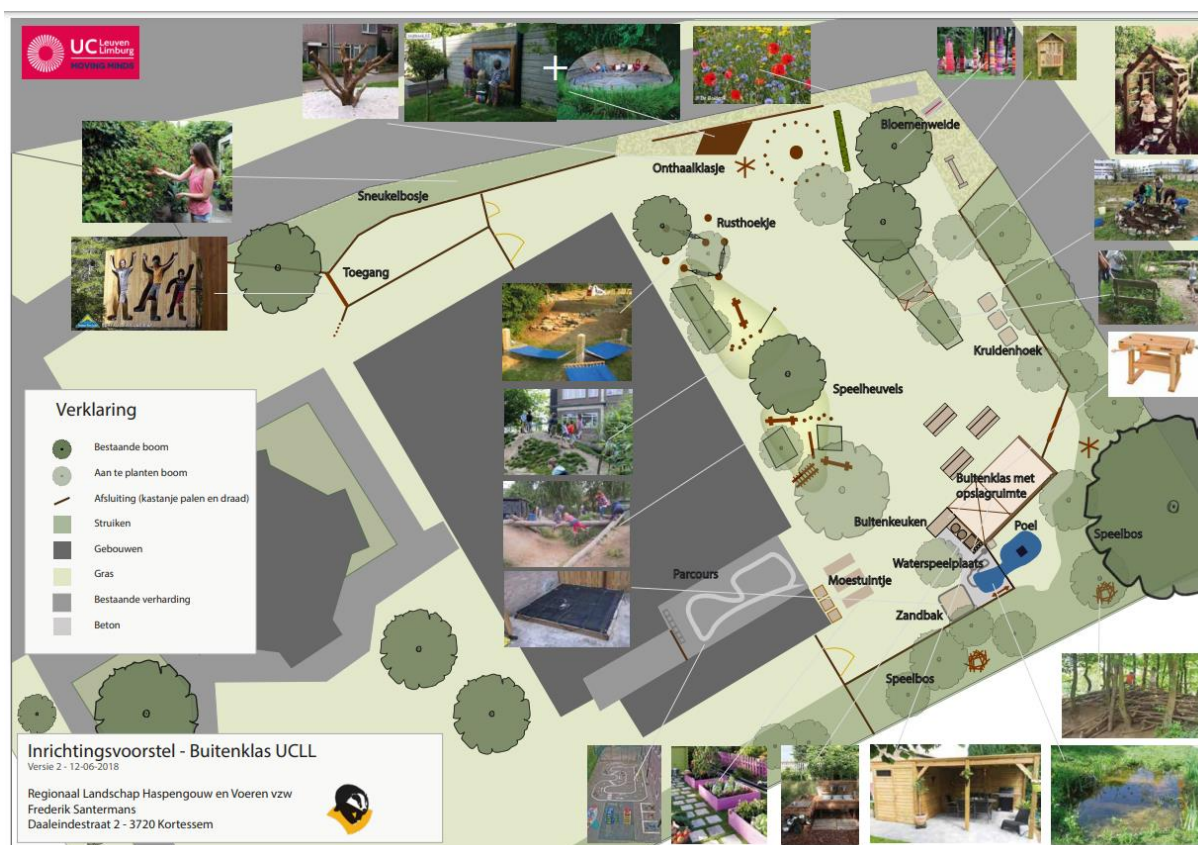 UC Leuven
Limburg
MOVING MINDS
Bloemenweide
Onthaalklasje
Sneukelbosje
Rusthoekje
Toegang
Kruidenhoek
Speelheuvels
Verklaring
Bestaande boom
Aan te planten boom
Afsluiting (kastanje palen en draad)
Struiken
Gebouwen
Gras
Bestaande verharding
Beton
Buitenklas met
opslagruimte
Buitenkeuken
Poel
Speelbos
Waterspeelplaats
Parcours
Moestuintje
Zandbak
Speelbos
Inrichtingsvoorstel - Buitenklas UCLL
Versie 2 - 12-06-2018
Regionaal Landschap Haspengouw en Voeren vzw
Frederik Santermans
Daaleindestraat 2 - 3720 Kortessem